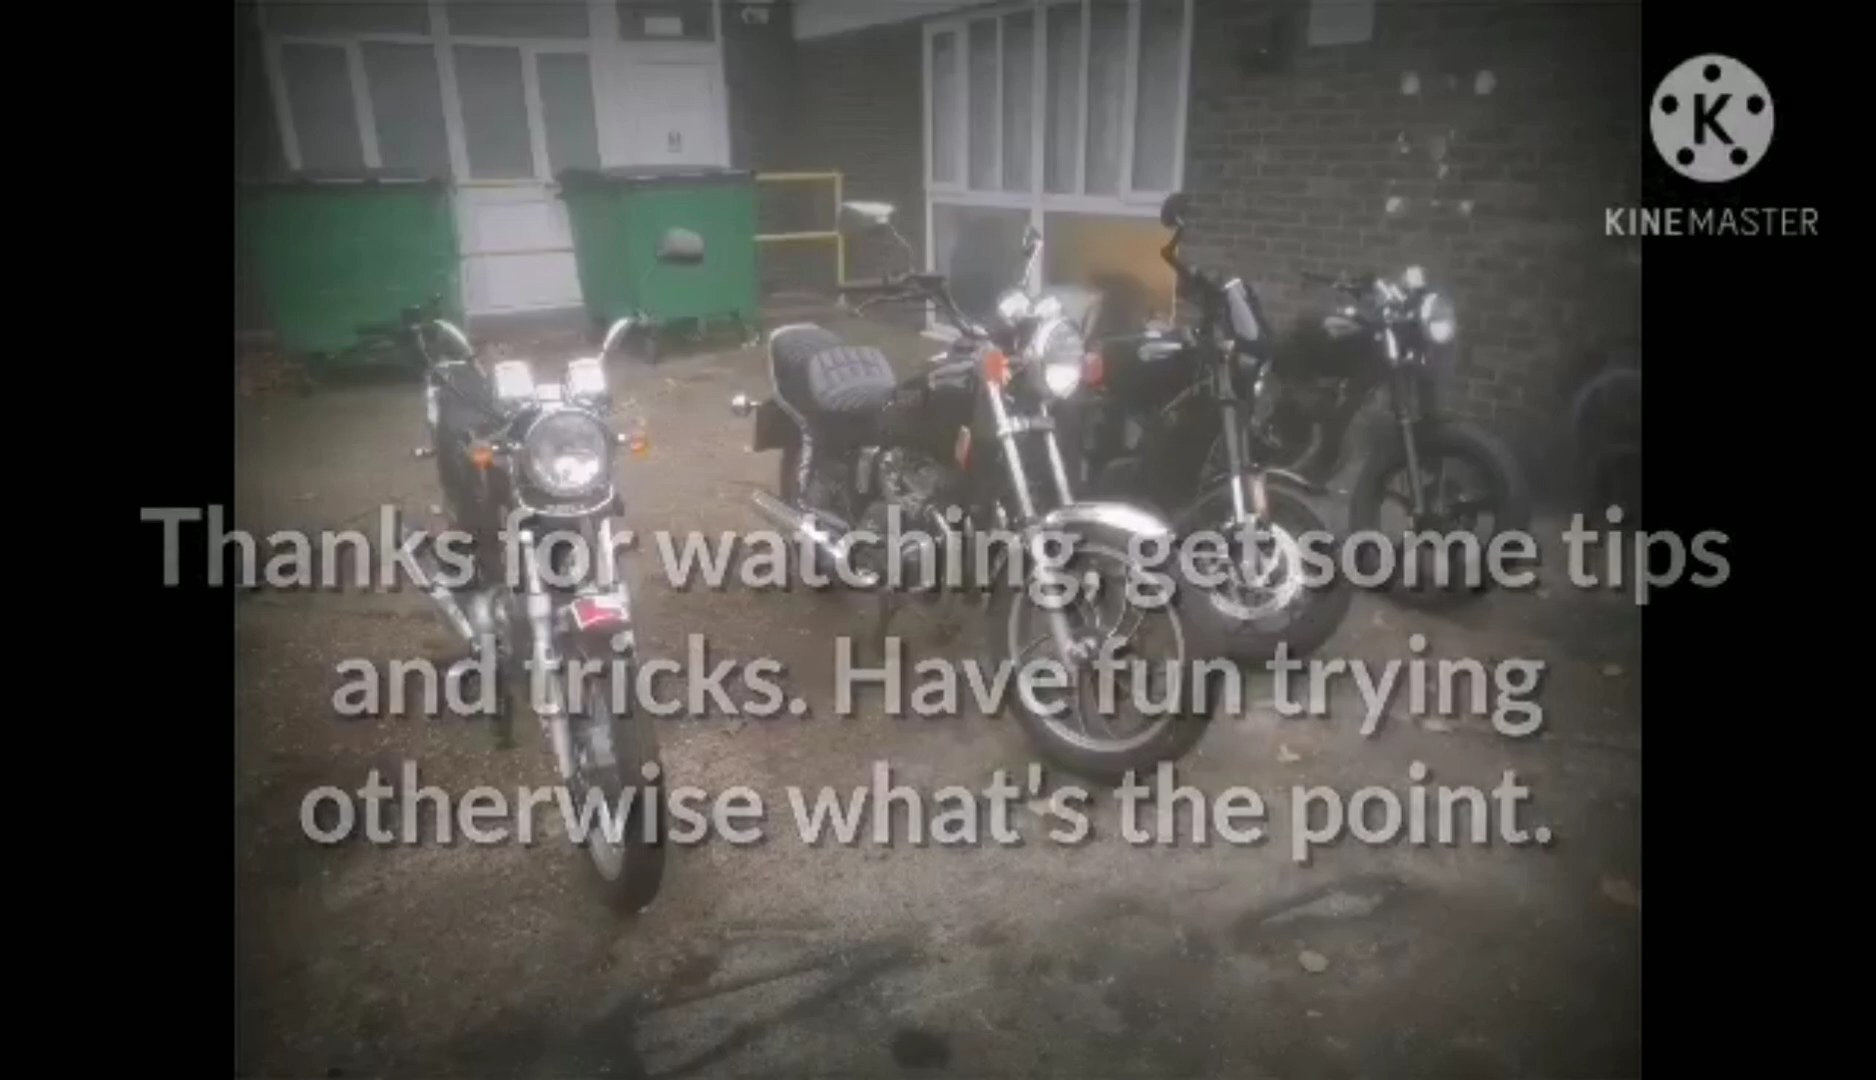 KINEMASTER
Thanks for watching, get some tips
and tricks. Have fun trying
otherwise what's the point.